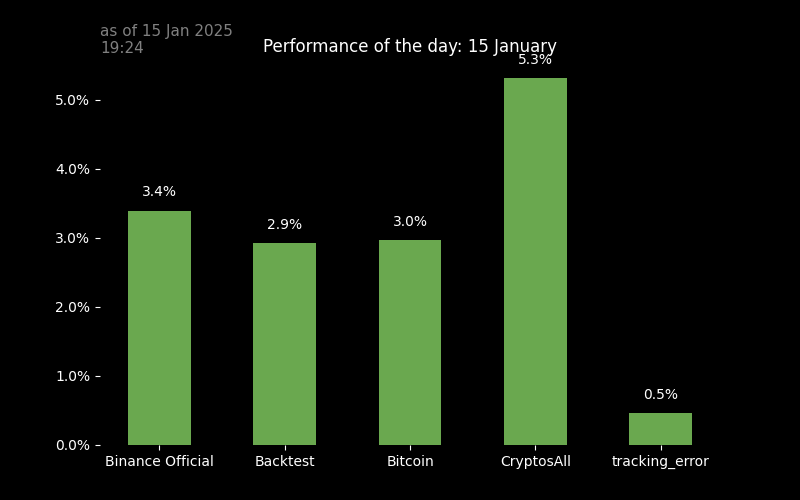 as of 15 Jan 2025
19:24
Performance of the day: 15 January
5.3%
5.0%
4.0%
3.4%
2.9%
3.0%
3.0%
2.0%
1.0%
0.5%
0.0%
Binance Official
Backtest
Bitcoin
CryptosAll
tracking_error